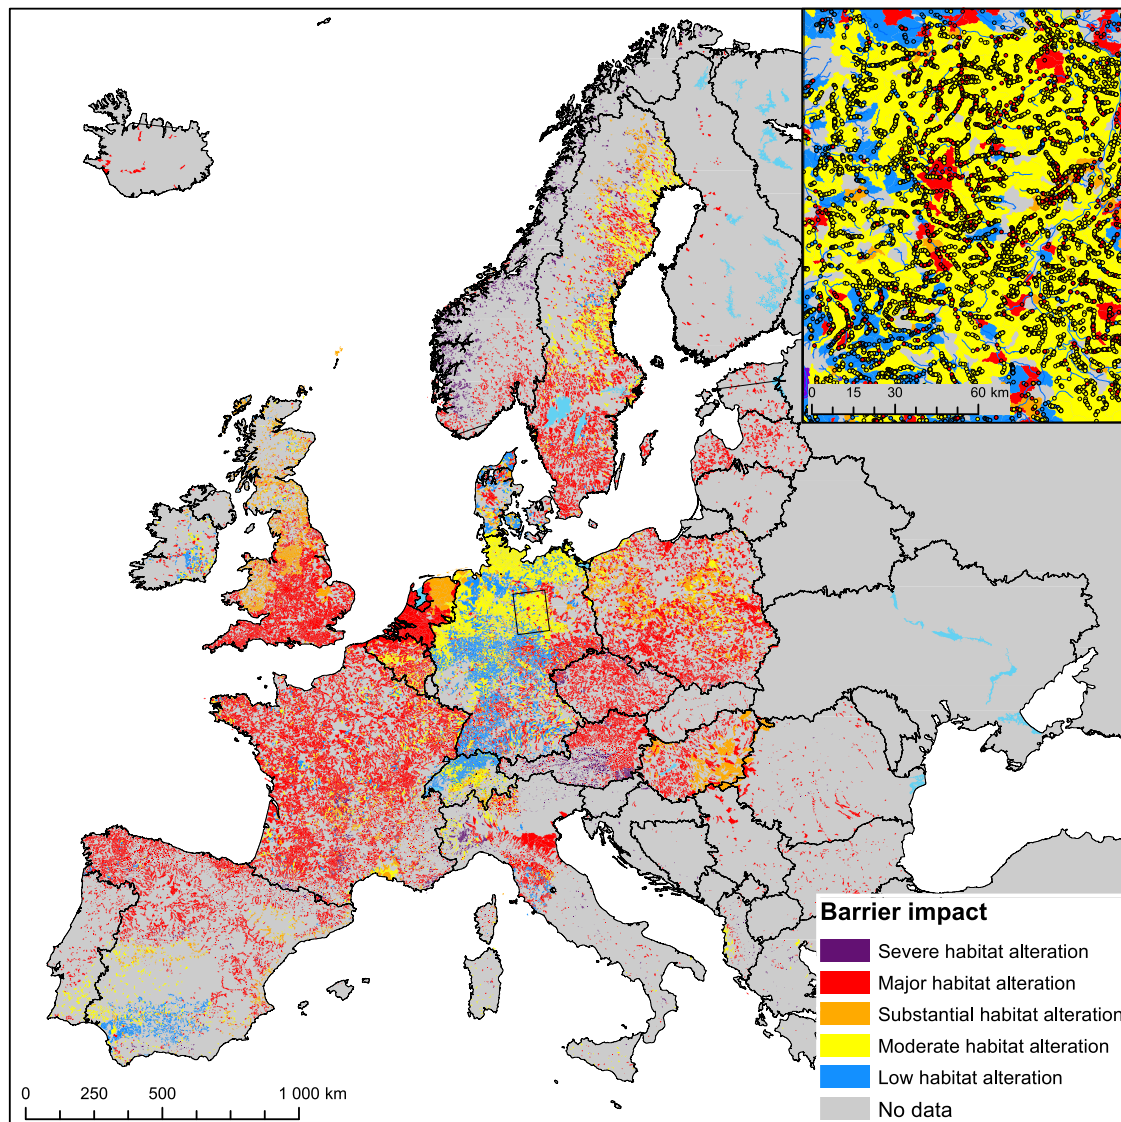 0 15 30 60 km
Barrier impact
Severe habitat alteration
Major habitat alteration
Substantial habitat alteration
Moderate habitat alteration
Low habitat alteration
No data
0 250 500 1 000 km